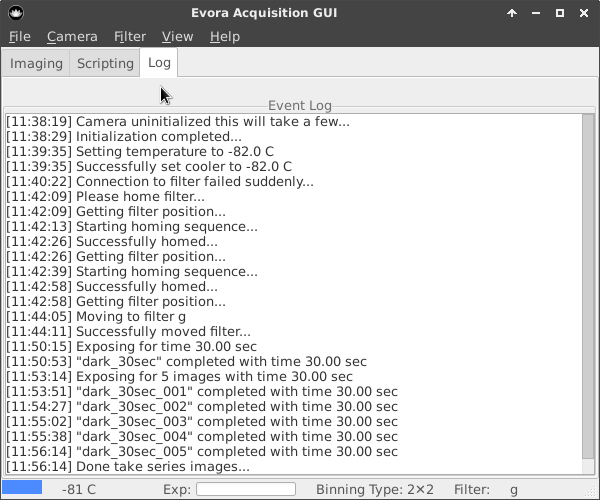 Evora Acquisition GUI
File Camera Filter View Help
Imaging Scripting Log
Event Log
[11:38:19] Camera uninitialized this will take a few...
[11:38:29] Initialization completed...
[11:39:35] Setting temperature to -82.0 C
[11:39:35] Successfully set cooler to -82.0 C
[11:40:22] Connection to filter failed suddenly...
[11:42:09] Please home filter...
[11:42:09] Getting filter position...
[11:42:13] Starting homing sequence...
[11:42:26] Successfully homed...
[11:42:26] Getting filter position...
[11:42:39] Starting homing sequence...
[11:42:58] Successfully homed...
[11:42:58] Getting filter position...
[11:44:05] Moving to filter g
[11:44:11] Successfully moved filter...
[11:50:15] Exposing for time 30.00 sec
[11:50:53] "dark_30sec" completed with time 30.00 sec
[11:53:14] Exposing for 5 images with time 30.00 sec
[11:53:51] "dark_30sec_001" completed with time 30.00 sec
[11:54:27] "dark_30sec_002" completed with time 30.00 sec
[11:55:02] "dark_30sec_003" completed with time 30.00 sec
[11:55:38] "dark_30sec_004" completed with time 30.00 sec
[11:56:14] "dark_30sec_005" completed with time 30.00 sec
[11:56:14] Done take series images...
-81 C Exp: Binning Type: 2×2 Filter: g